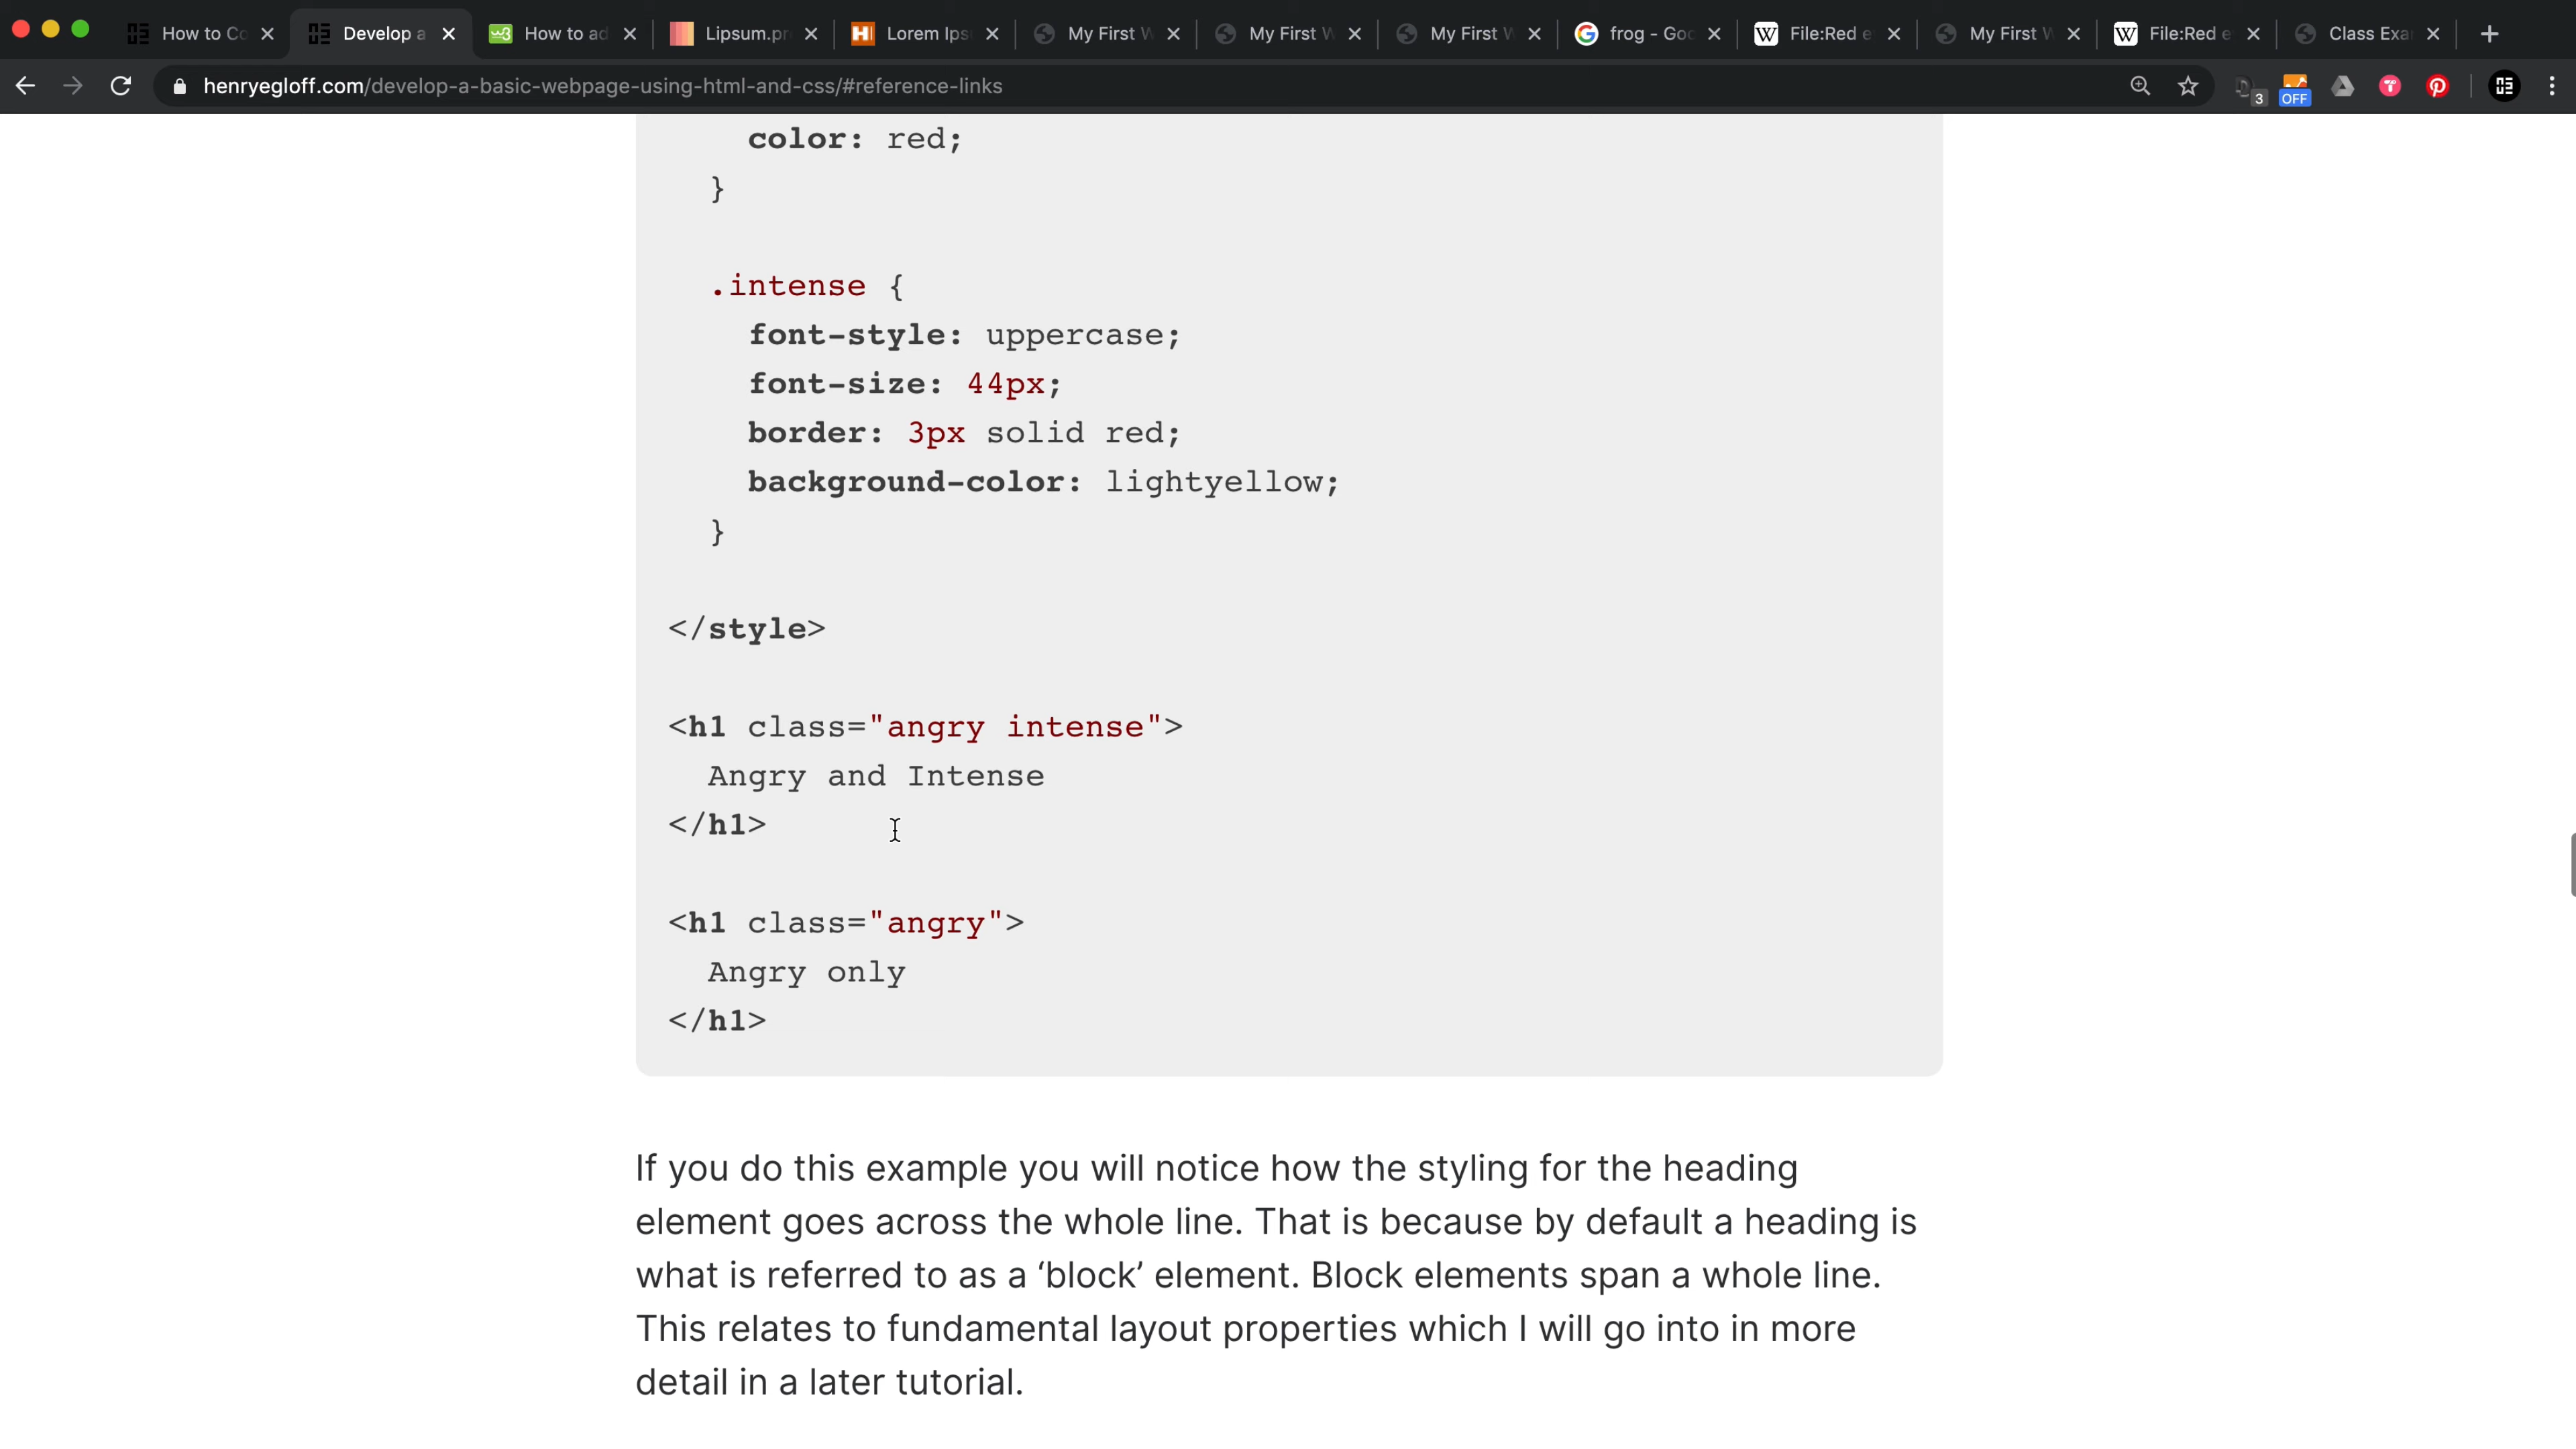 How to Co
Develop a
How to ad
Lipsum.pr
Lorem Ips
My First W
My First W
My First W
frog - Goo
File:Red e
My First W
File:Red e
Class Exa
henryegloff.com/develop-a-basic-webpage-using-html-and-css/#reference-links
3
OFF
color: red;
}
.intense {
font-style: uppercase;
font-size: 44px;
border: 3px solid red;
background-color: lightyellow;
}
</style>
<h1 class="angry intense">
Angry and Intense
</h1>
<h1 class="angry">
Angry only
</h1>
If you do this example you will notice how the styling for the heading
element goes across the whole line. That is because by default a heading is
what is referred to as a ‘block’ element. Block elements span a whole line.
This relates to fundamental layout properties which I will go into in more
detail in a later tutorial.